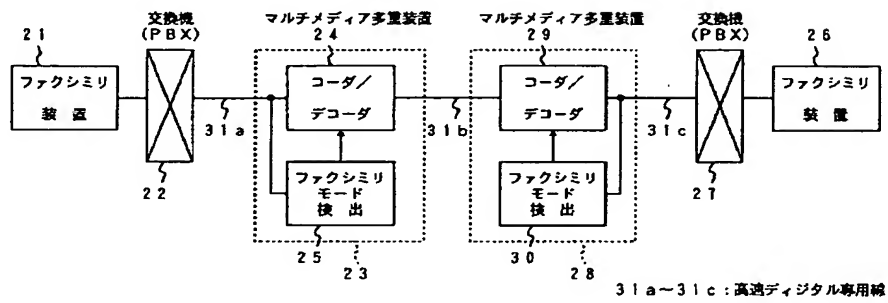 交換機
(PBX)
マルチメディア多重装置
マルチメディア多重装置
交換機
(PBX)
21
24
29
26
ファクシミリ
装置
コーダ/
デコーダ
コーダ/
デコーダ
ファクシミリ
装置
31a
31b
31c
22
ファクシミリ
モード
検出
ファクシミリ
モード
検出
27
25
23
30
28
31a~31c:高速ディジタル専用線